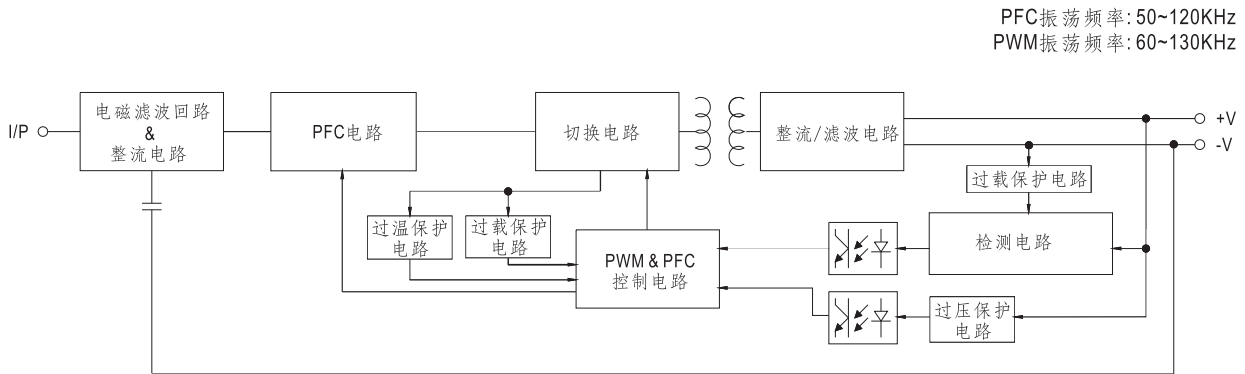 PFC振荡频率: 50~120KHz
PWM振荡频率: 60~130KHz
I/P
电磁滤波回路
&
整流电路
PFC电路
切换电路
整流/滤波电路
+V
-V
过载保护电路
过温保护
电路
过载保护
电路
PWM & PFC
控制电路
检测电路
过压保护
电路